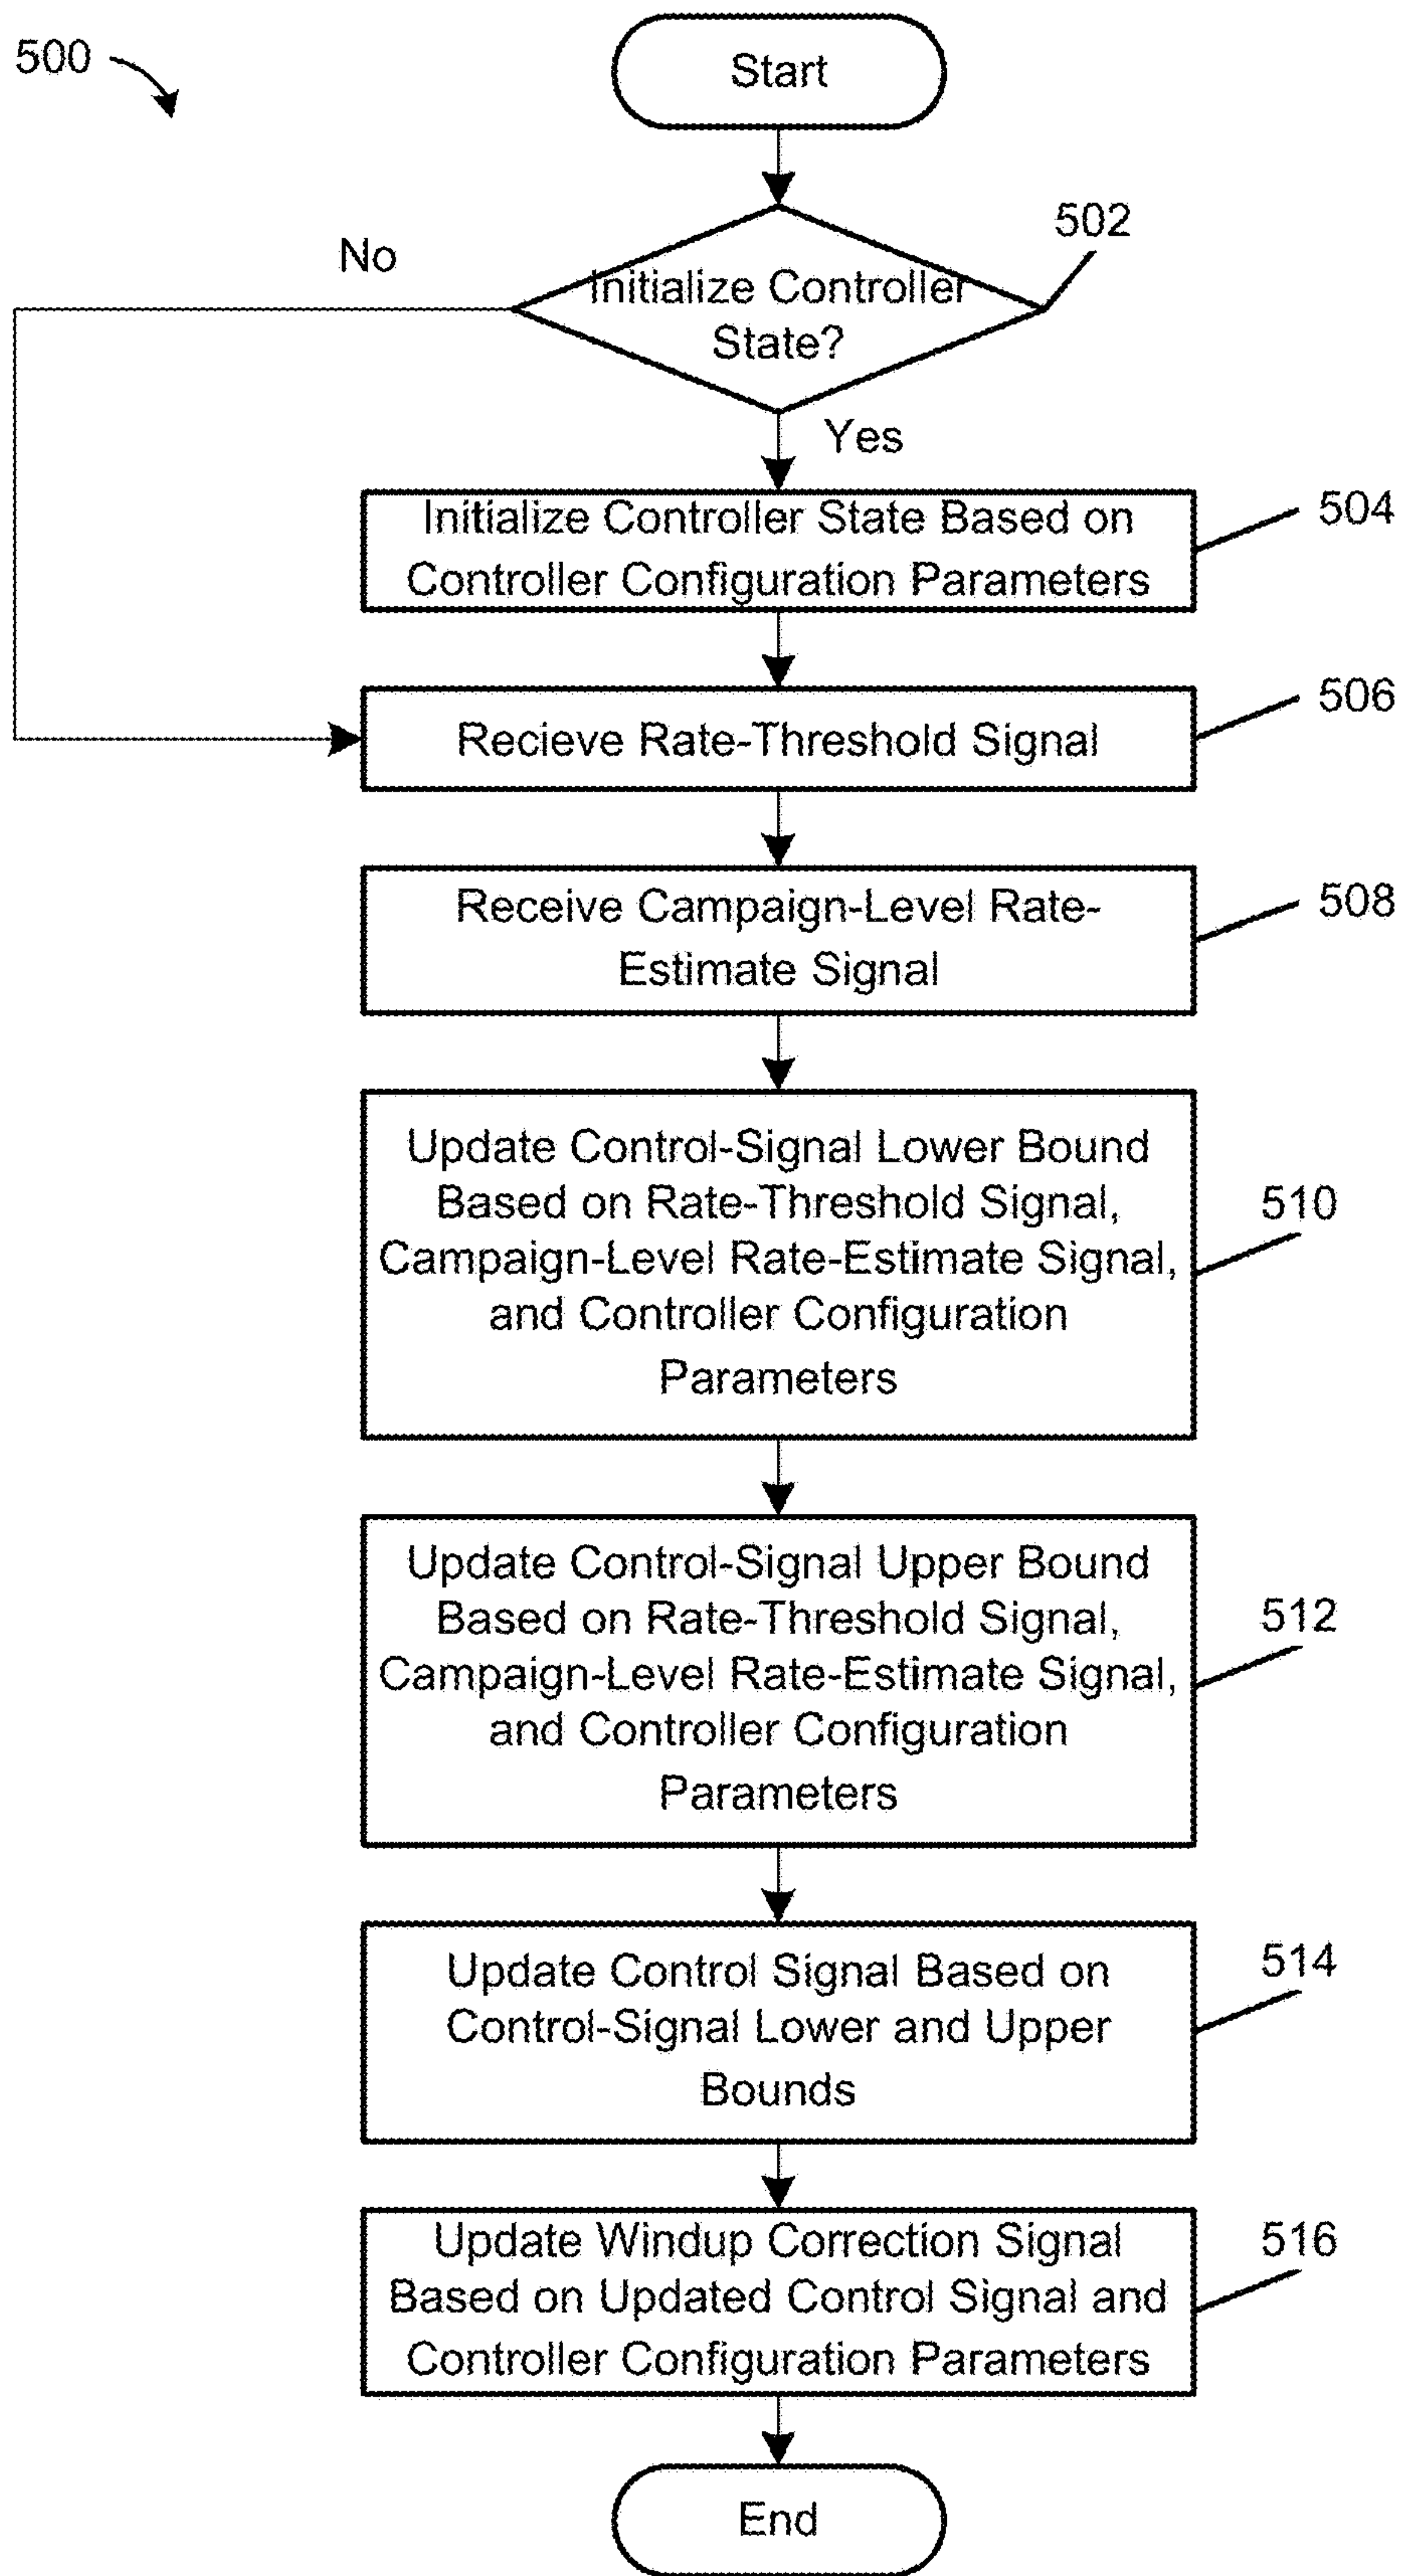 500
Start
502
No
Initialize Controller
State?
Yes
Initialize Controller State Based on
Controller Configuration Parameters
504
Recieve Rate-Threshold Signal
506
Receive Campaign-Level Rate-
Estimate Signal
508
Update Control-Signal Lower Bound
Based on Rate-Threshold Signal,
Campaign-Level Rate-Estimate Signal,
and Controller Configuration
Parameters
510
Update Control-Signal Upper Bound
Based on Rate-Threshold Signal,
Campaign-Level Rate-Estimate Signal,
and Controller Configuration
Parameters
512
Update Control Signal Based on
Control-Signal Lower and Upper
Bounds
514
Update Windup Correction Signal
Based on Updated Control Signal and
Controller Configuration Parameters
516
End